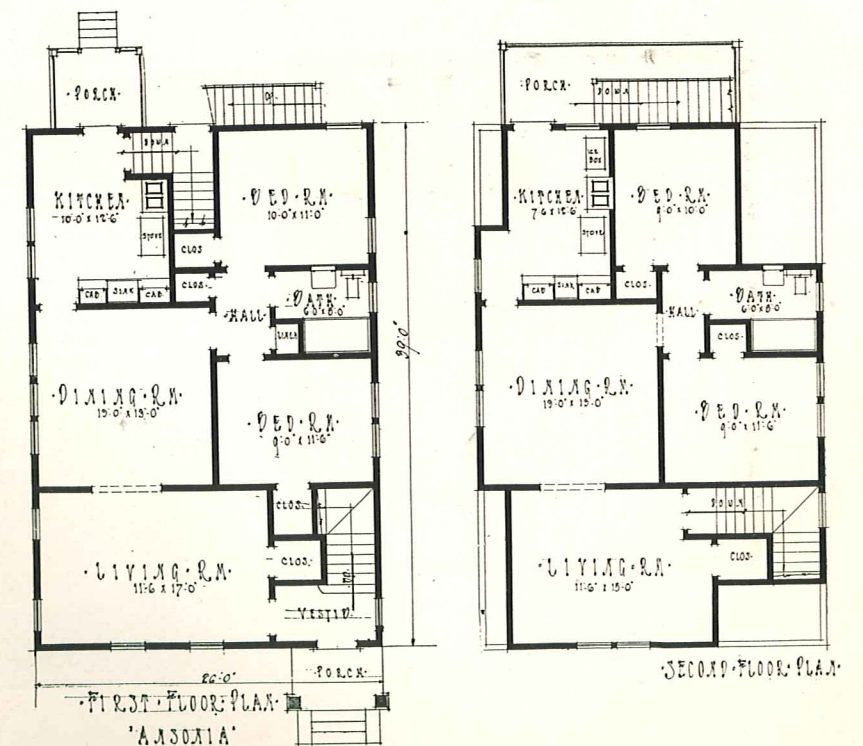 ·PORCH·
UP
DOWN
·KITCHEN·
10'-0" x 12'-6"
STOVE
·BED·RM·
10'-0" x 11'-0"
CLOS
CLOS.
CAB
SINK
CAB
·HALL·
·BATH·
6'0" x 8'-0"
LINEN
·DINING·RM·
13'-0" x 13'-0"
·BED·RM·
9'-0" x 11'-6"
CLOS.
CLOS.
·LIVING·RM·
11'-6" x 17'-0"
UP
·VESTIB·
26'-0"
·PORCH·
·FIRST·FLOOR·PLAN·
"ANSONIA"
·PORCH·
DOWN
ICE BOX
·KITCHEN·
7'-6" x 12'-6"
STOVE
·BED·RM·
9'-0" x 10'-0"
CAB
SINK
CAB
CLOS.
·HALL·
·BATH·
6'-0" x 8'-0"
CLOS.
·DINING·RM·
13'-0" x 13'-0"
·BED·RM·
9'-0" x 11'-6"
DOWN
CLOS.
·LIVING·RM·
11'-6" x 15'-0"
·SECOND·FLOOR·PLAN·